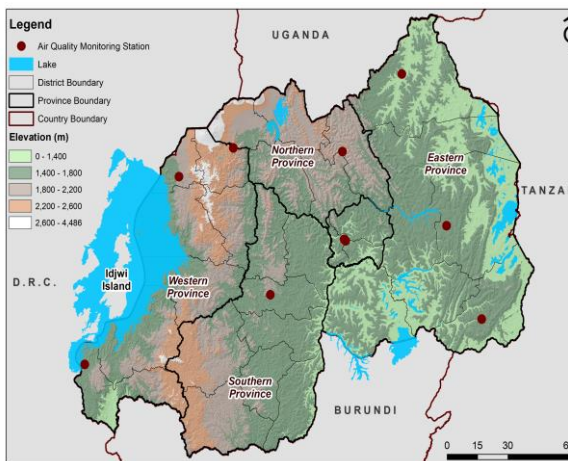 Legend
Air Quality Monitoring Station
Lake
District Boundary
Province Boundary
Country Boundary
Elevation (m)
0 - 1,400
1,400 - 1,800
1,800 - 2,200
2,200 - 2,600
2,600 - 4,486
UGANDA
Northern
Province
Eastern
Province
TANZA
D.R.C.
Idjwi
Island
Western
Province
Southern
Province
BURUNDI
0 15 30 6